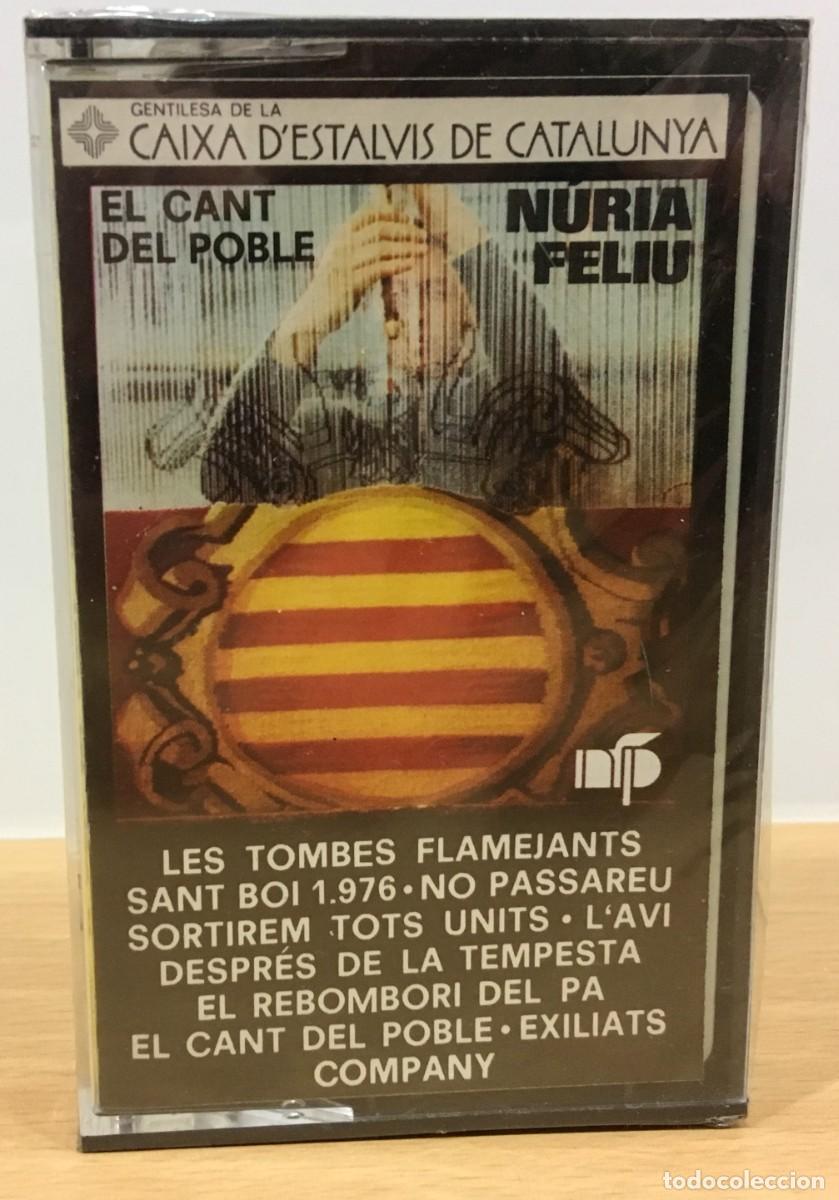 GENTILESA DE LA
CAIXA D'ESTALVIS DE CATALUNYA
EL CANT
DEL POBLE
NÚRIA
FELIU
nfp
LES TOMBES FLAMEJANTS
SANT BOI 1.976 • NO PASSAREU
SORTIREM TOTS UNITS • L'AVI
DESPRÉS DE LA TEMPESTA
EL REBOMBORI DEL PA
EL CANT DEL POBLE • EXILIATS
COMPANY
todocoleccion